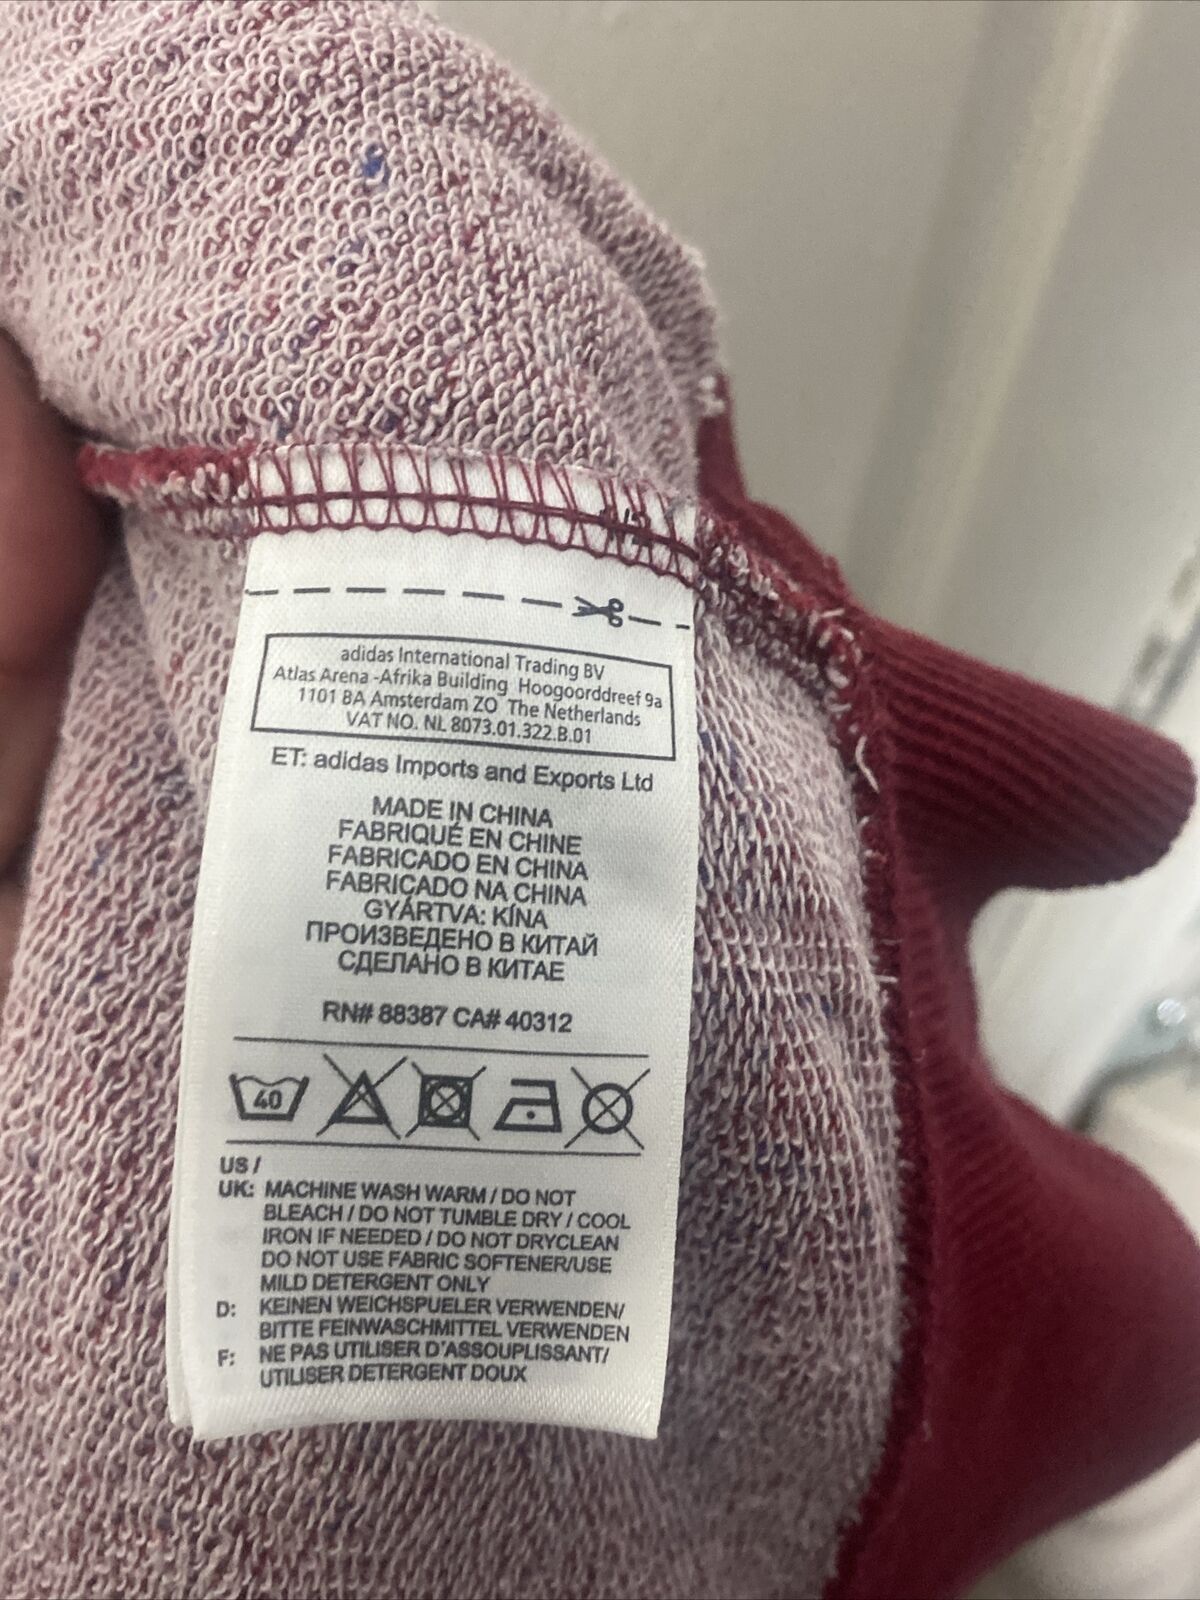 adidas International Trading BV
Atlas Arena -Afrika Building Hoogoorddreef 9a
1101 BA Amsterdam ZO The Netherlands
VAT NO. NL 8073.01.322.B.01
ET: adidas Imports and Exports Ltd
MADE IN CHINA
FABRIQUÉ EN CHINE
FABRICADO EN CHINA
FABRICADO NA CHINA
GYÁRTVA: KÍNA
ПРОИЗВЕДЕНО В КИТАЙ
СДЕЛАНО В КИТАЕ
RN# 88387 CA# 40312
40
US /
UK: MACHINE WASH WARM / DO NOT
BLEACH / DO NOT TUMBLE DRY / COOL
IRON IF NEEDED / DO NOT DRYCLEAN
DO NOT USE FABRIC SOFTENER/USE
MILD DETERGENT ONLY
D: KEINEN WEICHSPUELER VERWENDEN/
BITTE FEINWASCHMITTEL VERWENDEN
F: NE PAS UTILISER D'ASSOUPLISSANT/
UTILISER DETERGENT DOUX